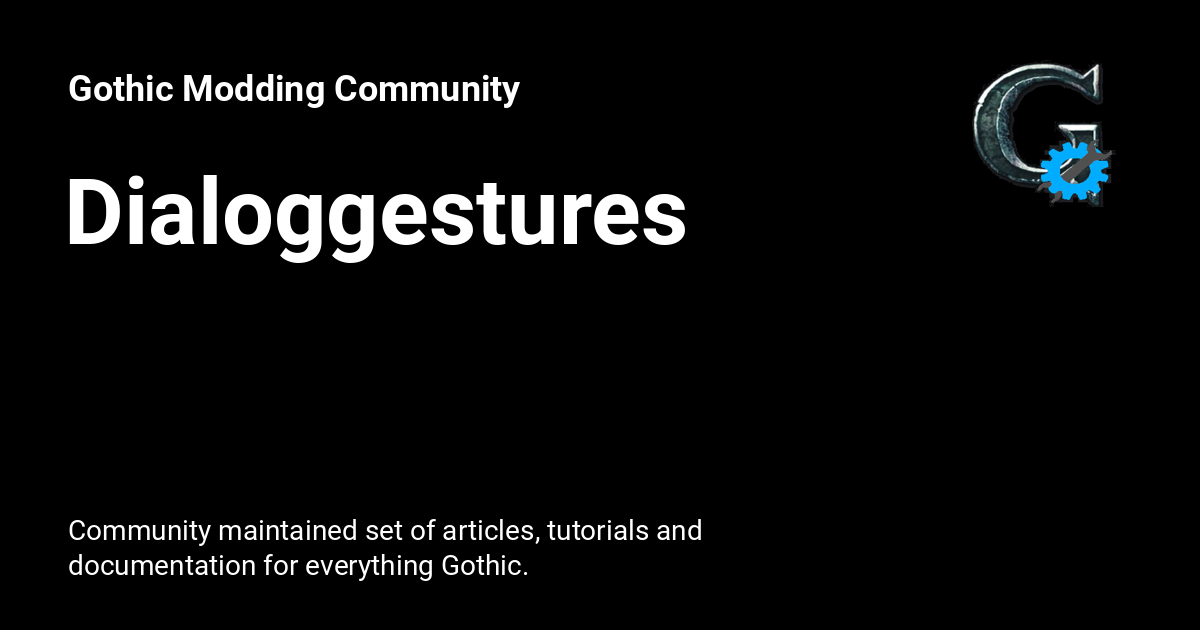 Gothic Modding Community
Dialoggestures
Community maintained set of articles, tutorials and
documentation for everything Gothic.